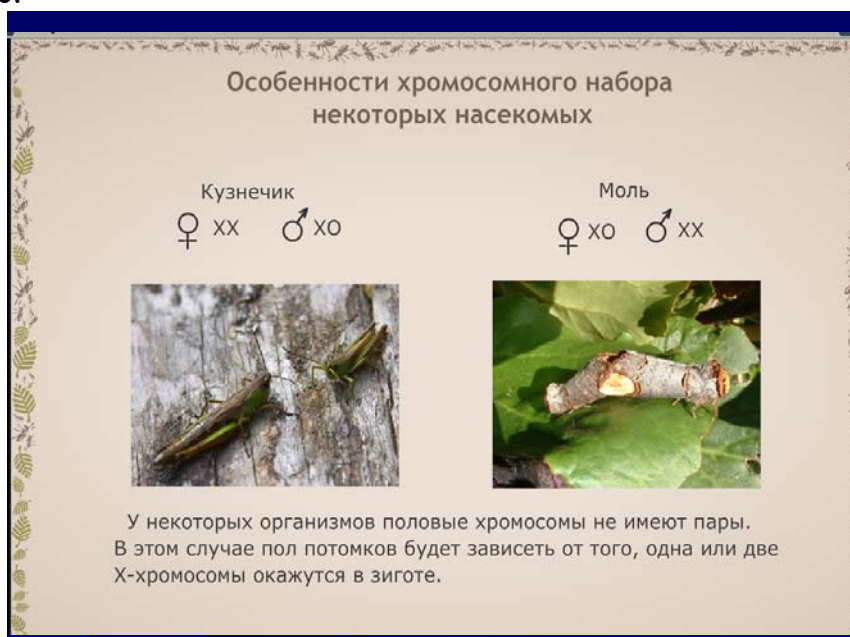 Особенности хромосомного набора
некоторых насекомых
Кузнечик
Моль
♀ XX ♂ XO
♀ XO ♂ XX
У некоторых организмов половые хромосомы не имеют пары.
В этом случае пол потомков будет зависеть от того, одна или две
Х-хромосомы окажутся в зиготе.